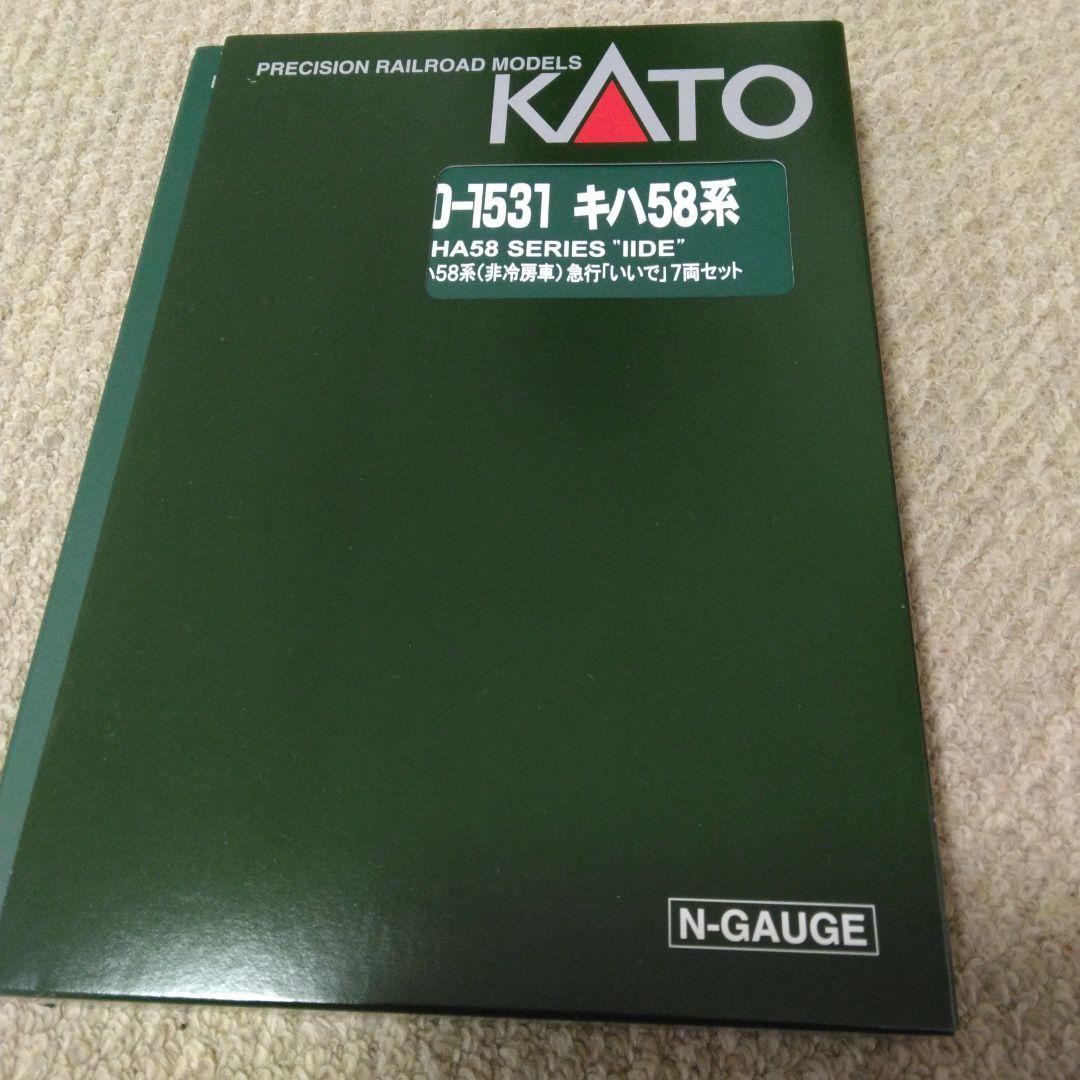 PRECISION RAILROAD MODELS
KATO
0-1531 キハ58系
HA58 SERIES "IIDE"
ハ58系(非冷房車) 急行「いいで」7両セット
N-GAUGE